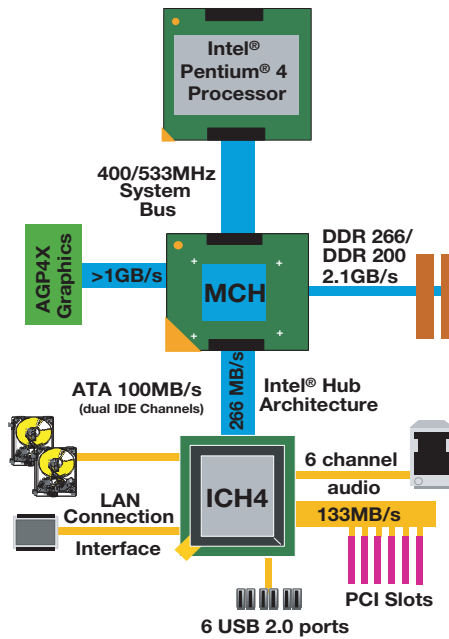 Intel®
Pentium® 4
Processor
400/533MHz
System
Bus
DDR 266/
DDR 200
2.1GB/s
AGP4X
Graphics
>1GB/s
MCH
266 MB/s
ATA 100MB/s
(dual IDE Channels)
Intel® Hub
Architecture
6 channel
audio
ICH4
LAN
Connection
Interface
133MB/s
PCI Slots
6 USB 2.0 ports